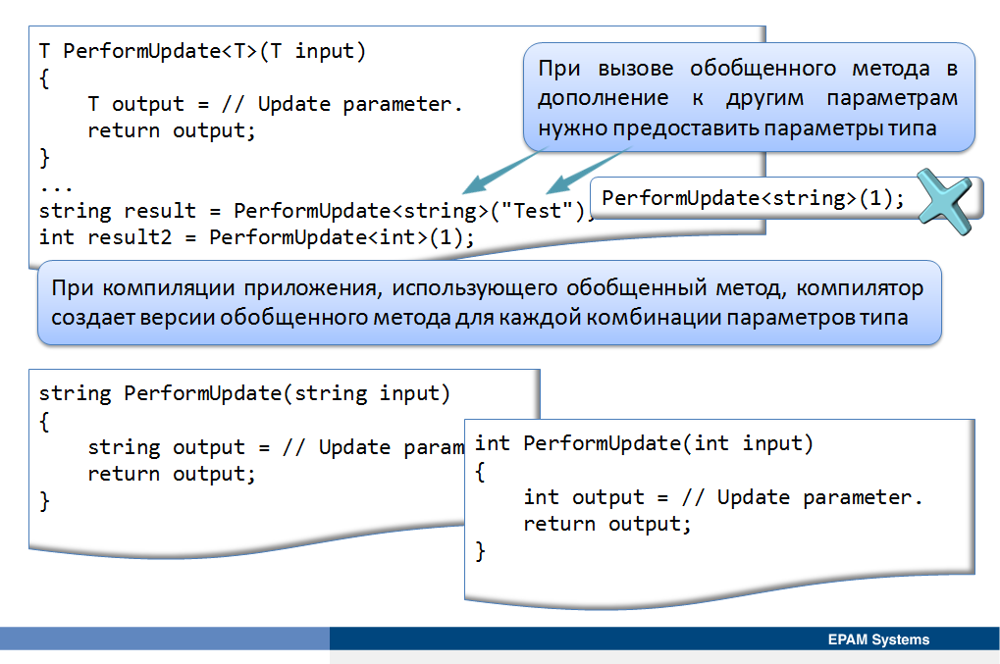 T PerformUpdate<T>(T input)
{
    T output = // Update parameter.
    return output;
}
...
string result = PerformUpdate<string>("Test")
int result2 = PerformUpdate<int>(1);
При вызове обобщенного метода в
дополнение к другим параметрам
нужно предоставить параметры типа
PerformUpdate<string>(1);
При компиляции приложения, использующего обобщенный метод, компилятор
создает версии обобщенного метода для каждой комбинации параметров типа
string PerformUpdate(string input)
{
    string output = // Update param
    return output;
}
int PerformUpdate(int input)
{
    int output = // Update parameter.
    return output;
}
EPAM Systems